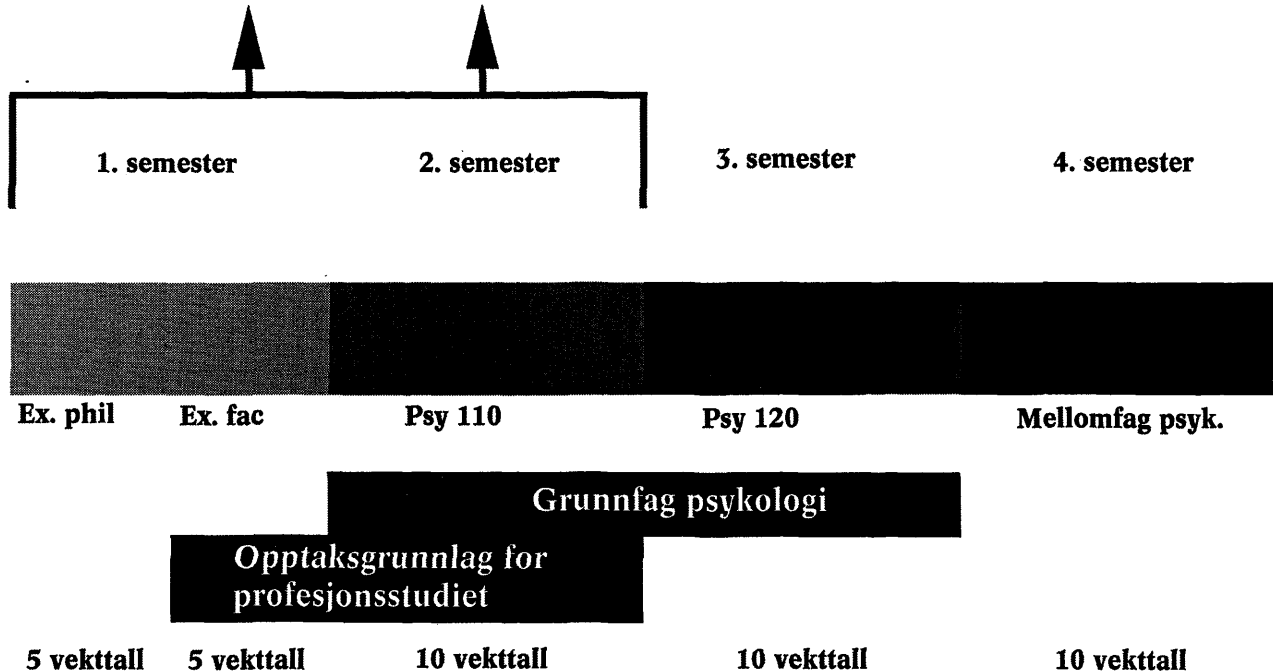 1. semester 2. semester 3. semester 4. semester
Ex. phil Ex. fac Psy 110 Psy 120 Mellomfag psyk.
Grunnfag psykologi
Opptaksgrunnlag for
profesjonsstudiet
5 vekttall 5 vekttall 10 vekttall 10 vekttall 10 vekttall